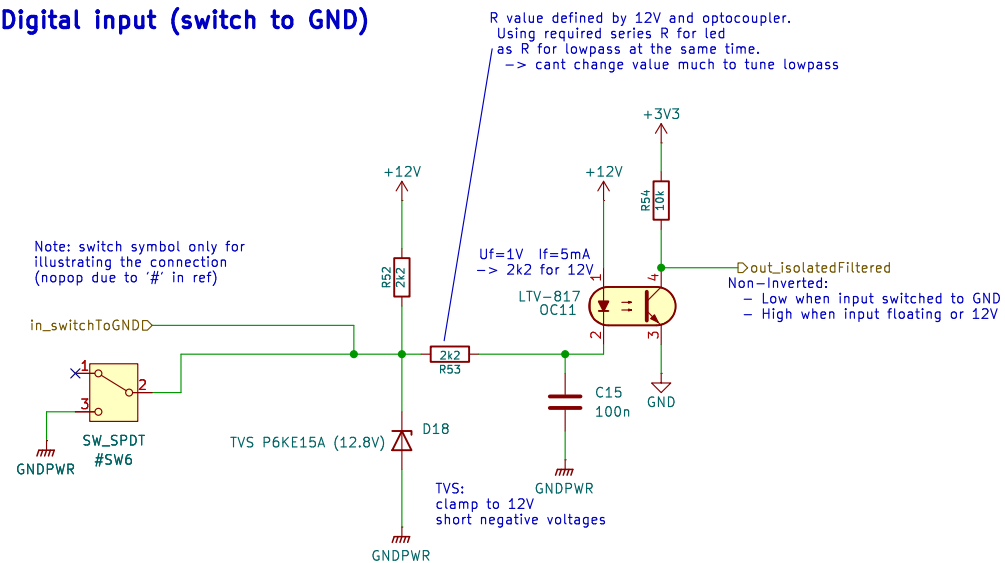 Digital input (switch to GND)
R value defined by 12V and optocoupler.
Using required series R for led
as R for lowpass at the same time.
-> cant change value much to tune lowpass
+3V3
+12V
+12V
R54
10k
Note: switch symbol only for
illustrating the connection
(nopop due to '#' in ref)
R52
2k2
Uf=1V If=5mA
-> 2k2 for 12V
1
4
out_isolatedFiltered
Non-Inverted:
- Low when input switched to GND
- High when input floating or 12V
LTV-817
OC11
in_switchToGND
2
3
2k2
R53
1
2
3
GND
C15
100n
SW_SPDT
#SW6
GNDPWR
D18
TVS P6KE15A (12.8V)
GNDPWR
TVS:
clamp to 12V
short negative voltages
GNDPWR